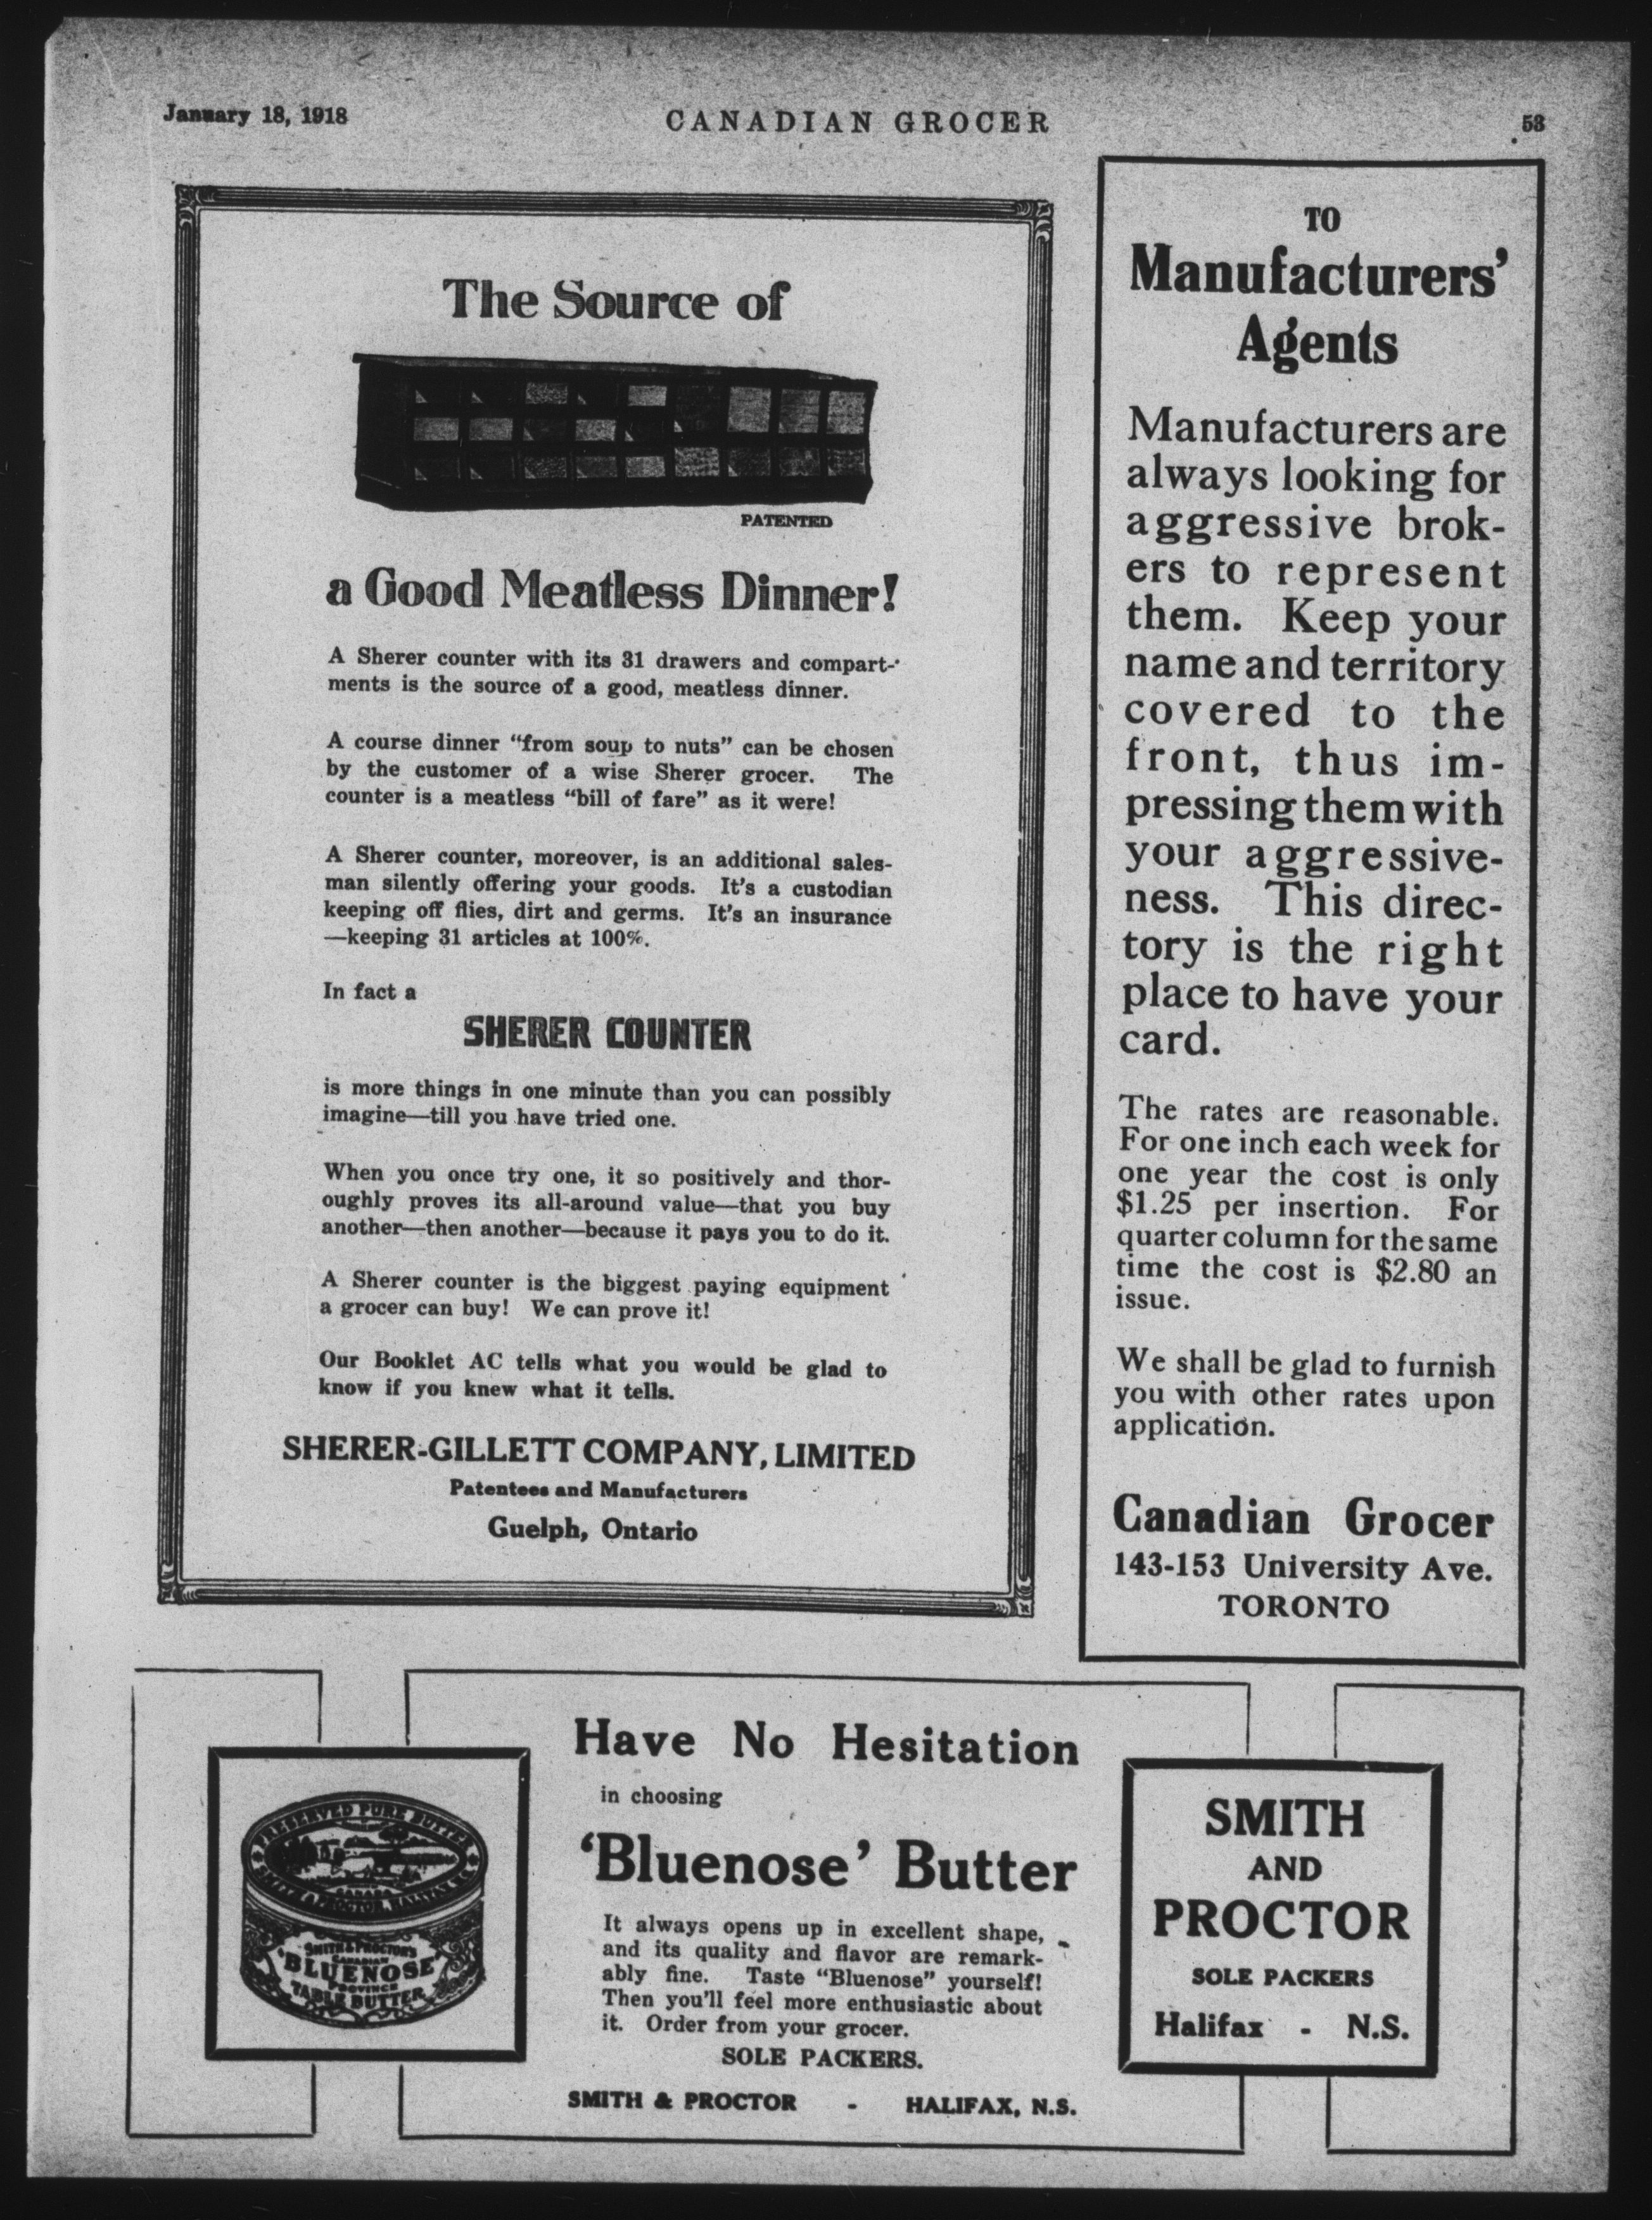 January 18, 1918
CANADIAN GROCER
53
The Source of
PATENTED
a Good Meatless Dinner!
A Sherer counter with its 31 drawers and compart-
ments is the source of a good, meatless dinner.
A course dinner “from soup to nuts” can be chosen
by the customer of a wise Sherer grocer. The
counter is a meatless “bill of fare” as it were!
A Sherer counter, moreover, is an additional sales-
man silently offering your goods. It's a custodian
keeping off flies, dirt and germs. It's an insurance
—keeping 31 articles at 100%.
In fact a
SHERER COUNTER
is more things in one minute than you can possibly
imagine—till you have tried one.
When you once try one, it so positively and thor-
oughly proves its all-around value—that you buy
another—then another—because it pays you to do it.
A Sherer counter is the biggest paying equipment
a grocer can buy! We can prove it!
Our Booklet AC tells what you would be glad to
know if you knew what it tells.
SHERER-GILLETT COMPANY, LIMITED
Patentees and Manufacturers
Guelph, Ontario
TO
Manufacturers'
Agents
Manufacturers are
always looking for
aggressive brok-
ers to represent
them. Keep your
name and territory
covered to the
front, thus im-
pressing them with
your aggressive-
ness. This direc-
tory is the right
place to have your
card.
The rates are reasonable.
For one inch each week for
one year the cost is only
$1.25 per insertion. For
quarter column for the same
time the cost is $2.80 an
issue.
We shall be glad to furnish
you with other rates upon
application.
Canadian Grocer
143-153 University Ave.
TORONTO
PRESERVED PURE BUTTER
CANADA
SMITH & PROCTOR, HALIFAX N.S.
SMITH & PROCTOR'S
CANADIAN
'BLUENOSE'
PROVINCE
TABLE BUTTER
Have No Hesitation
in choosing
‘Bluenose’ Butter
It always opens up in excellent shape,
and its quality and flavor are remark-
ably fine. Taste “Bluenose” yourself!
Then you'll feel more enthusiastic about
it. Order from your grocer.
SOLE PACKERS.
SMITH & PROCTOR - HALIFAX, N.S.
SMITH
AND
PROCTOR
SOLE PACKERS
Halifax - N.S.